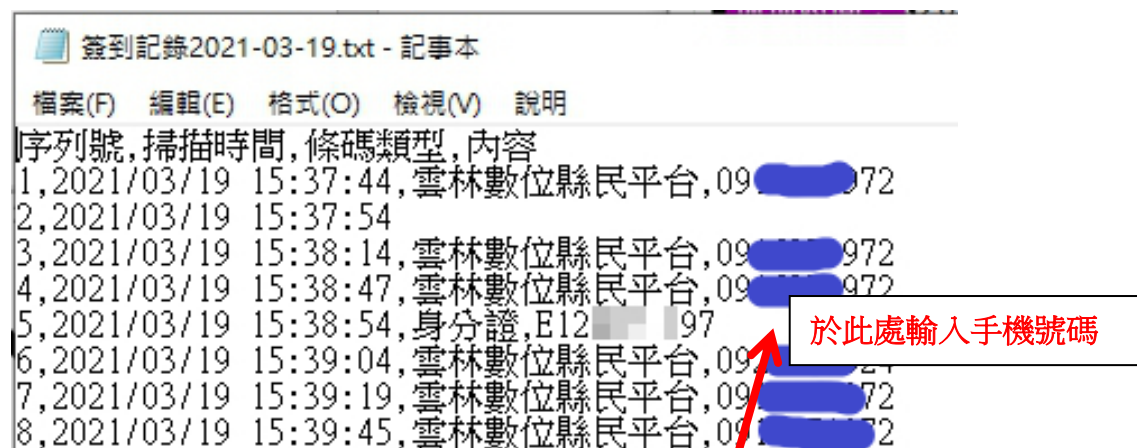 簽到記錄2021-03-19.txt - 記事本
檔案(F) 編輯(E) 格式(O) 檢視(V) 說明
序列號,掃描時間,條碼類型,內容
1,2021/03/19 15:37:44,雲林數位縣民平台,09 972
2,2021/03/19 15:37:54
3,2021/03/19 15:38:14,雲林數位縣民平台,09 972
4,2021/03/19 15:38:47,雲林數位縣民平台,09 972
5,2021/03/19 15:38:54,身分證,E12 97
於此處輸入手機號碼
6,2021/03/19 15:39:04,雲林數位縣民平台,09
7,2021/03/19 15:39:19,雲林數位縣民平台,09 72
8,2021/03/19 15:39:45,雲林數位縣民平台,09 2